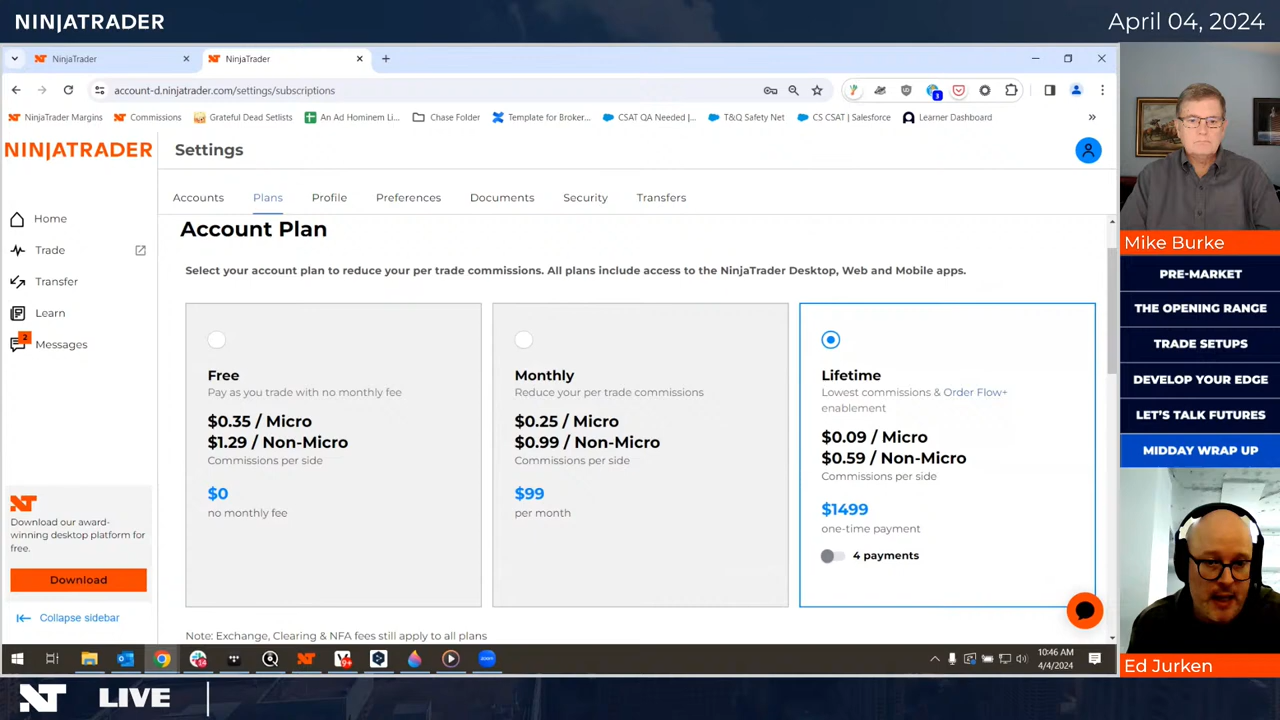 NINJATRADER
April 04, 2024
NinjaTrader
NinjaTrader
account-d.ninjatrader.com/settings/subscriptions
NinjaTrader Margins
Commissions
Grateful Dead Setlists
An Ad Hominem Li...
Chase Folder
Template for Broker...
CSAT QA Needed |...
T&Q Safety Net
CS CSAT | Salesforce
Learner Dashboard
NINJATRADER
Settings
Accounts
Plans
Profile
Preferences
Documents
Security
Transfers
Home
Trade
Transfer
Learn
2
Messages
Download our award-
winning desktop platform for
free.
Download
Collapse sidebar
Account Plan
Select your account plan to reduce your per trade commissions. All plans include access to the NinjaTrader Desktop, Web and Mobile apps.
Free
Pay as you trade with no monthly fee
$0.35 / Micro
$1.29 / Non-Micro
Commissions per side
$0
no monthly fee
Monthly
Reduce your per trade commissions
$0.25 / Micro
$0.99 / Non-Micro
Commissions per side
$99
per month
Lifetime
Lowest commissions & Order Flow+
enablement
$0.09 / Micro
$0.59 / Non-Micro
Commissions per side
$1499
one-time payment
4 payments
Note: Exchange, Clearing & NFA fees still apply to all plans
Mike Burke
PRE-MARKET
THE OPENING RANGE
TRADE SETUPS
DEVELOP YOUR EDGE
LET'S TALK FUTURES
MIDDAY WRAP UP
Ed Jurken
10:46 AM
4/4/2024
LIVE